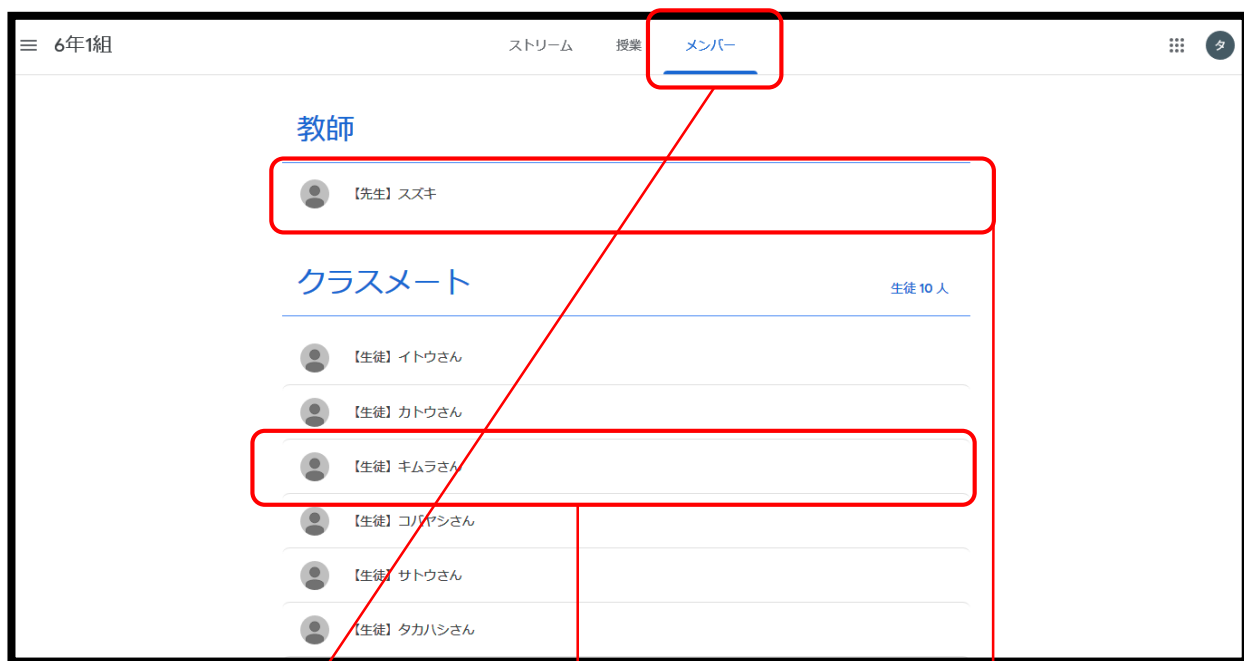 6年1組
ストリーム 授業 メンバー
タ
教師
【先生】スズキ
クラスメート
生徒 10 人
【生徒】イトウさん
【生徒】カトウさん
【生徒】キムラさん
【生徒】コバヤシさん
【生徒】サトウさん
【生徒】タカハシさん